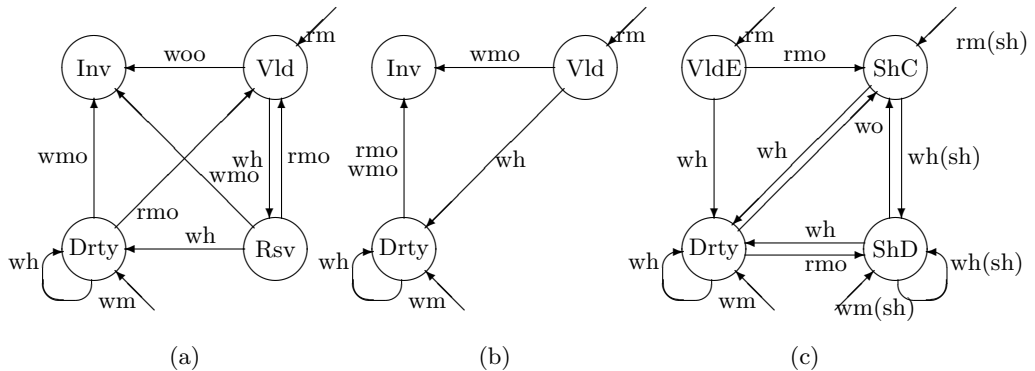 rm
rm
rm(sh)
Inv
woo
Vld
Inv
wmo
Vld
VldE
rmo
ShC
wmo
wh
wmo
rmo
rmo
rmo
wmo
wh
wh
wh
wo
wh(sh)
Drty
wh
Rsv
wh
wm
Drty
wh
wm
Drty
wh
rmo
ShD
wh
wm
wh(sh)
wm(sh)
(a)
(b)
(c)